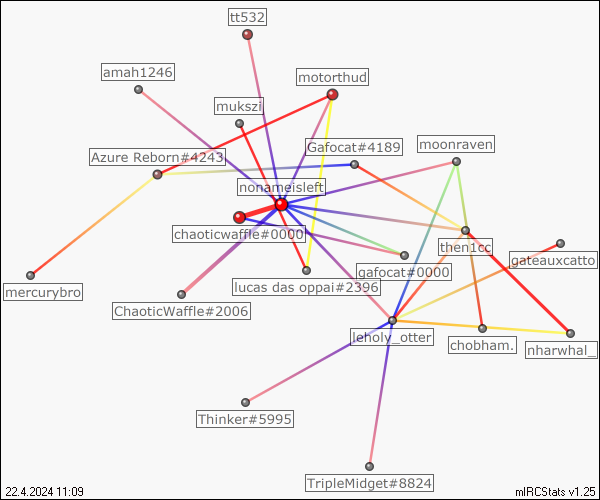 tt532
amah1246
motorthud
mukszi
Gafocat#4189
moonraven
Azure Reborn#4243
nonameisleft
chaoticwaffle#0000
then1cc
gateauxcatto
gafocat#0000
mercurybro
lucas das oppai#2396
ChaoticWaffle#2006
leholy_otter
chobham.
nharwhal_
Thinker#5995
TripleMidget#8824
22.4.2024 11:09
mIRCStats v1.25